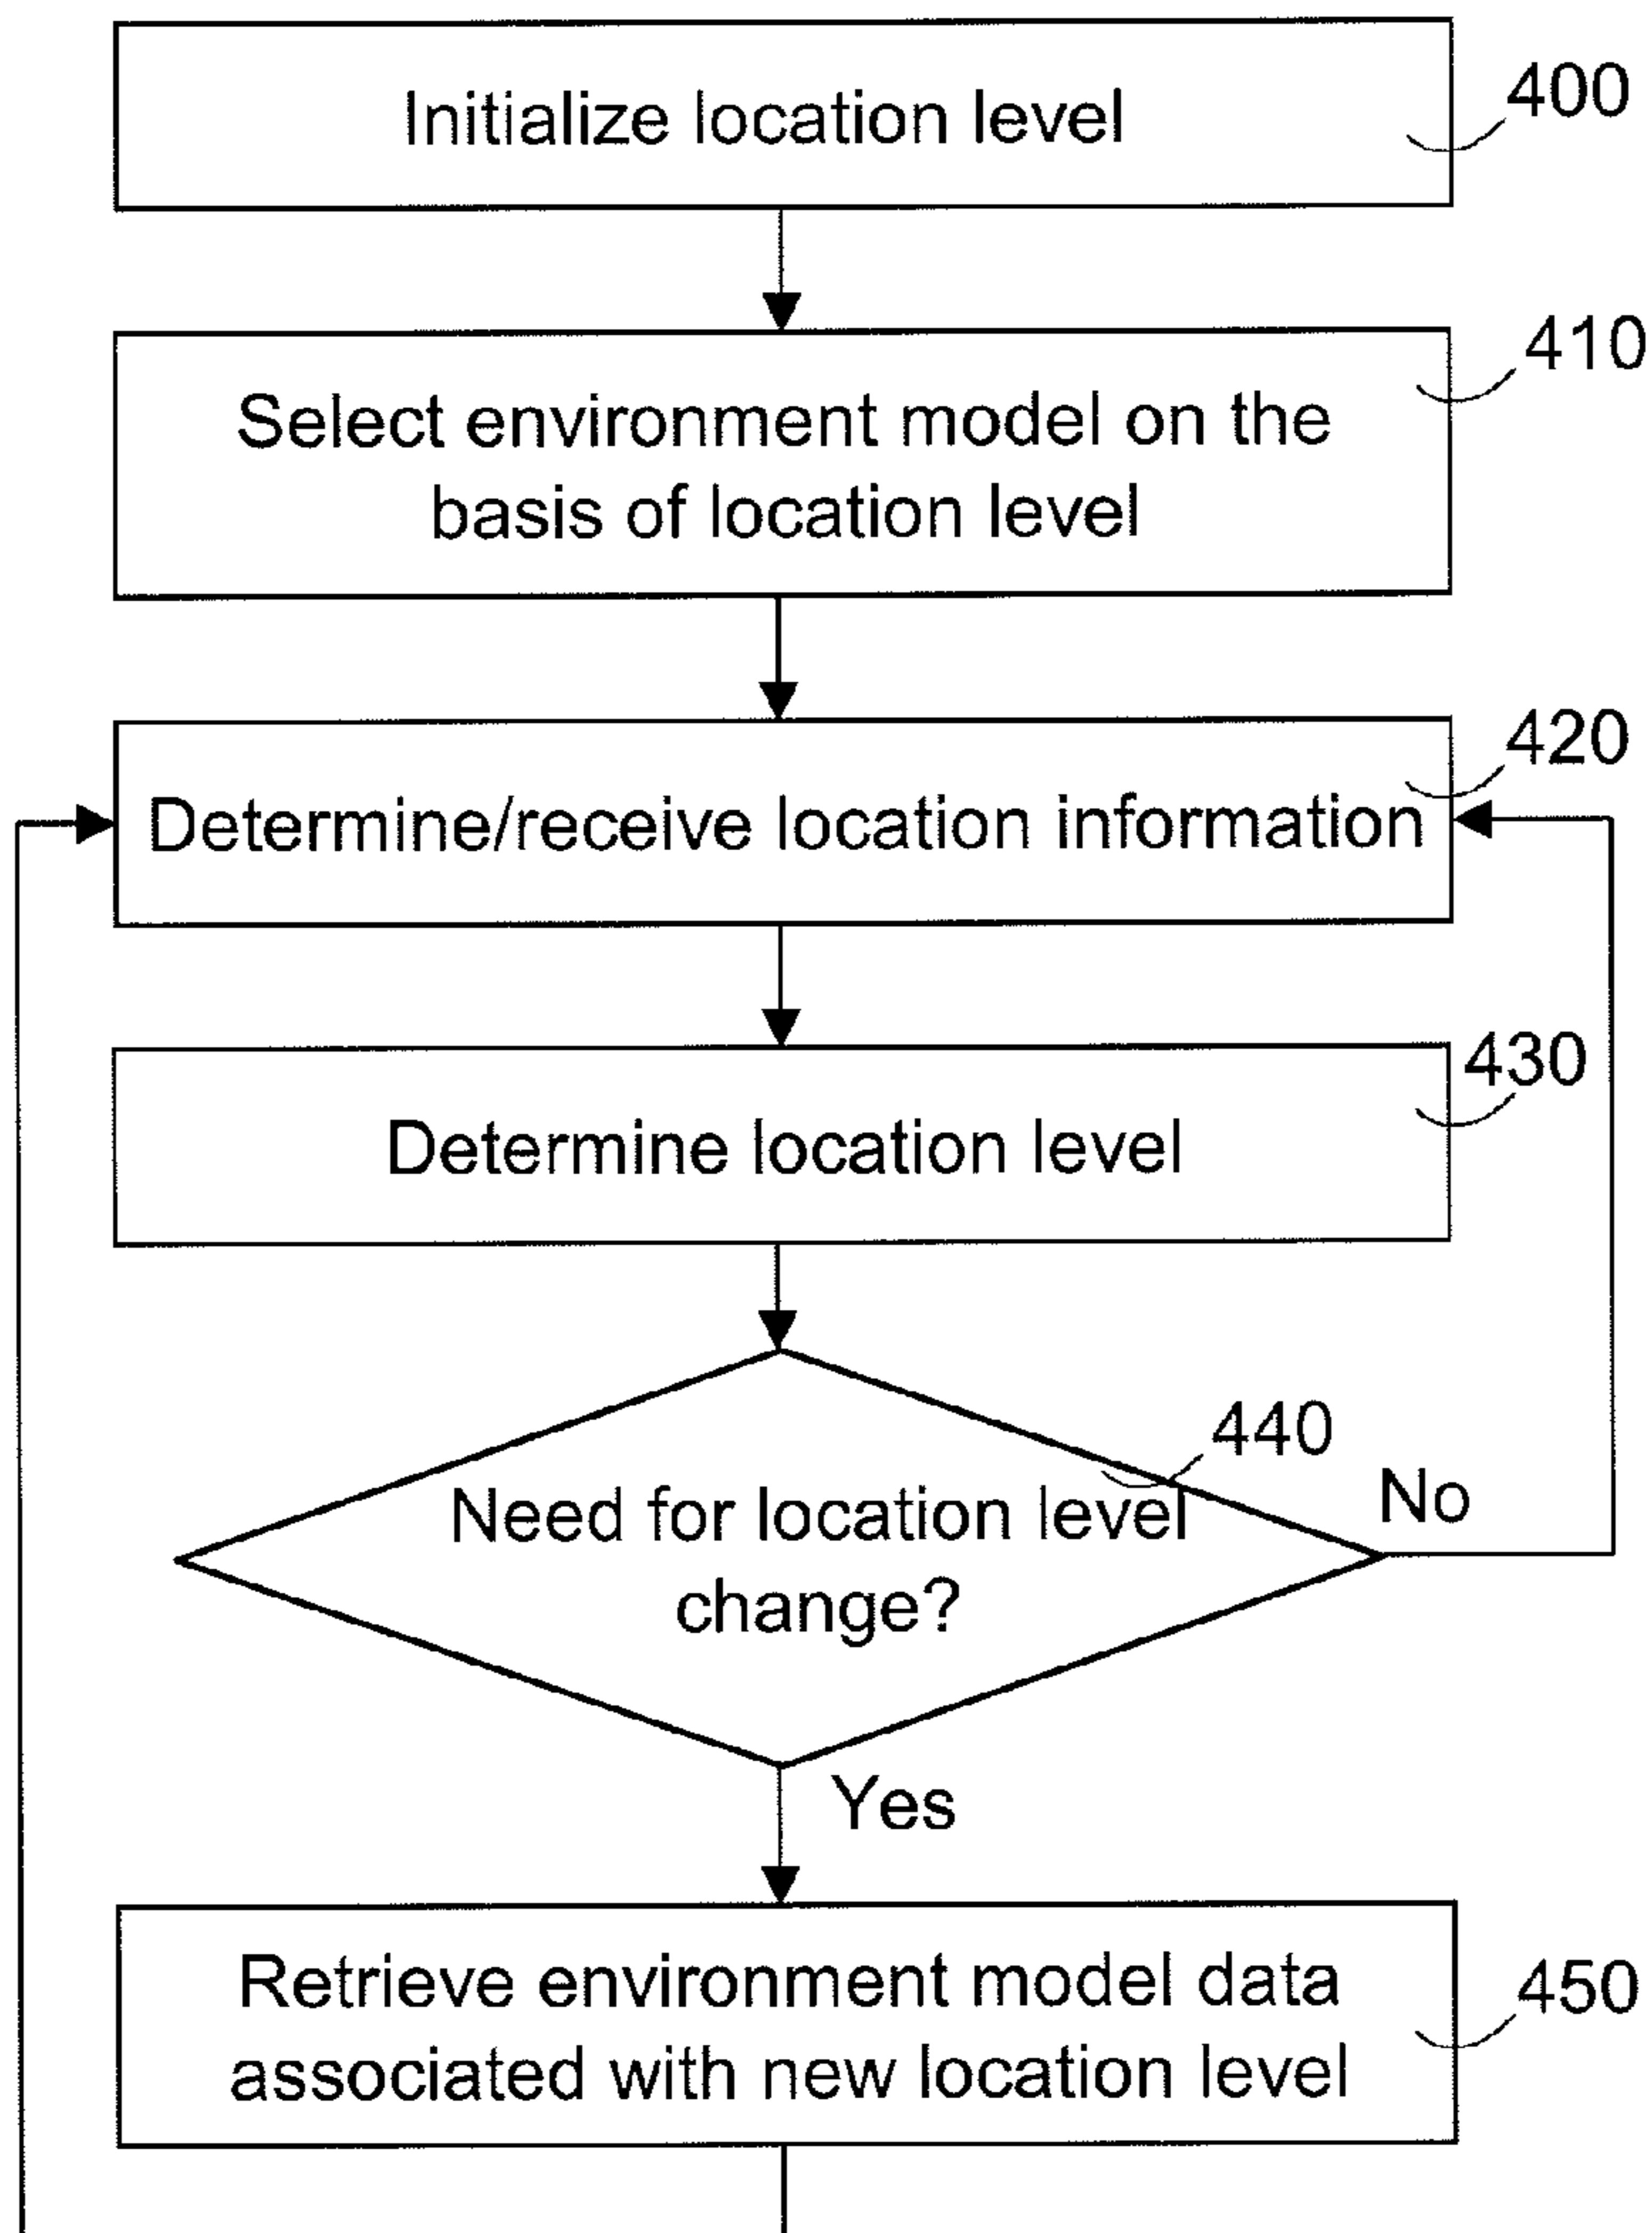 Initialize location level
400
410
Select environment model on the
basis of location level
420
Determine/receive location information
430
Determine location level
440
Need for location level
change?
No
Yes
Retrieve environment model data
associated with new location level
450